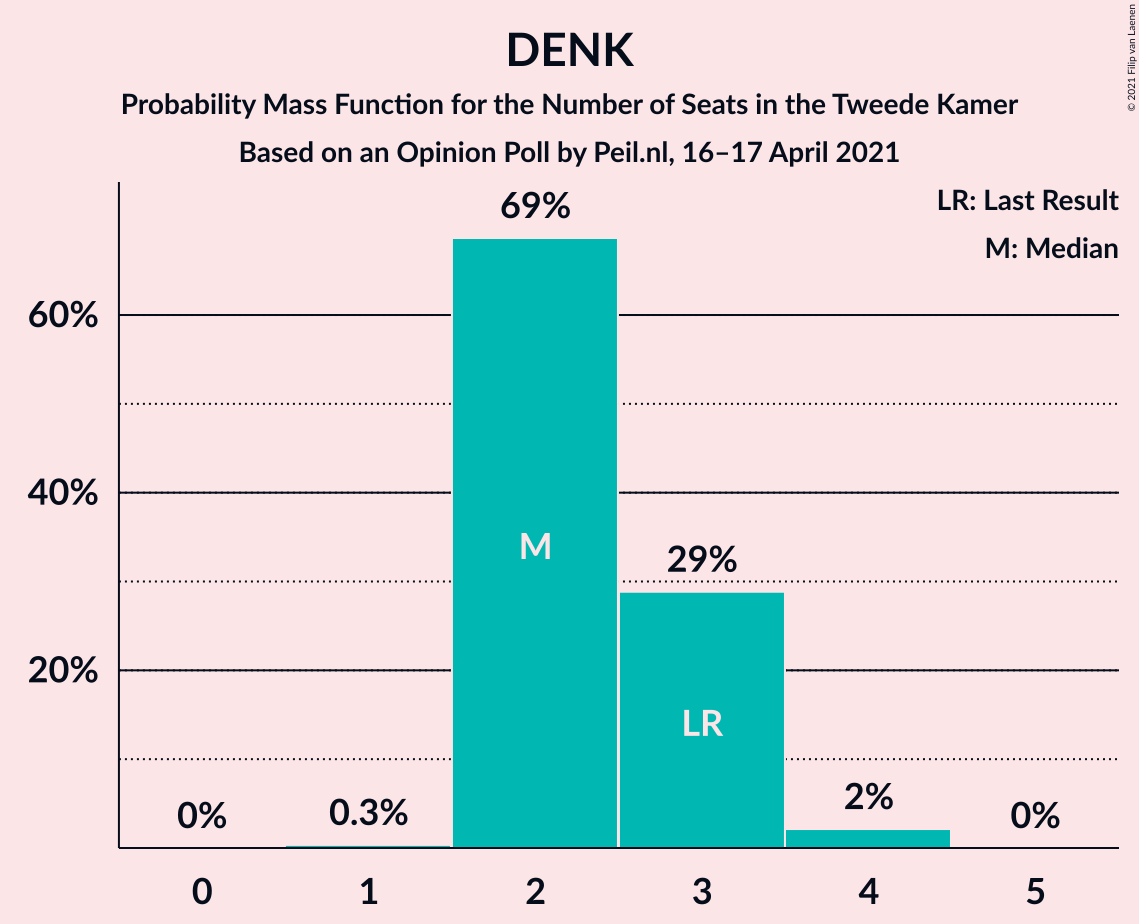 DENK
Probability Mass Function for the Number of Seats in the Tweede Kamer
Based on an Opinion Poll by Peil.nl, 16–17 April 2021
© 2021 Filip van Laenen
LR: Last Result
M: Median
69%
60%
40%
M
29%
20%
LR
0%
0.3%
2%
0%
0
1
2
3
4
5